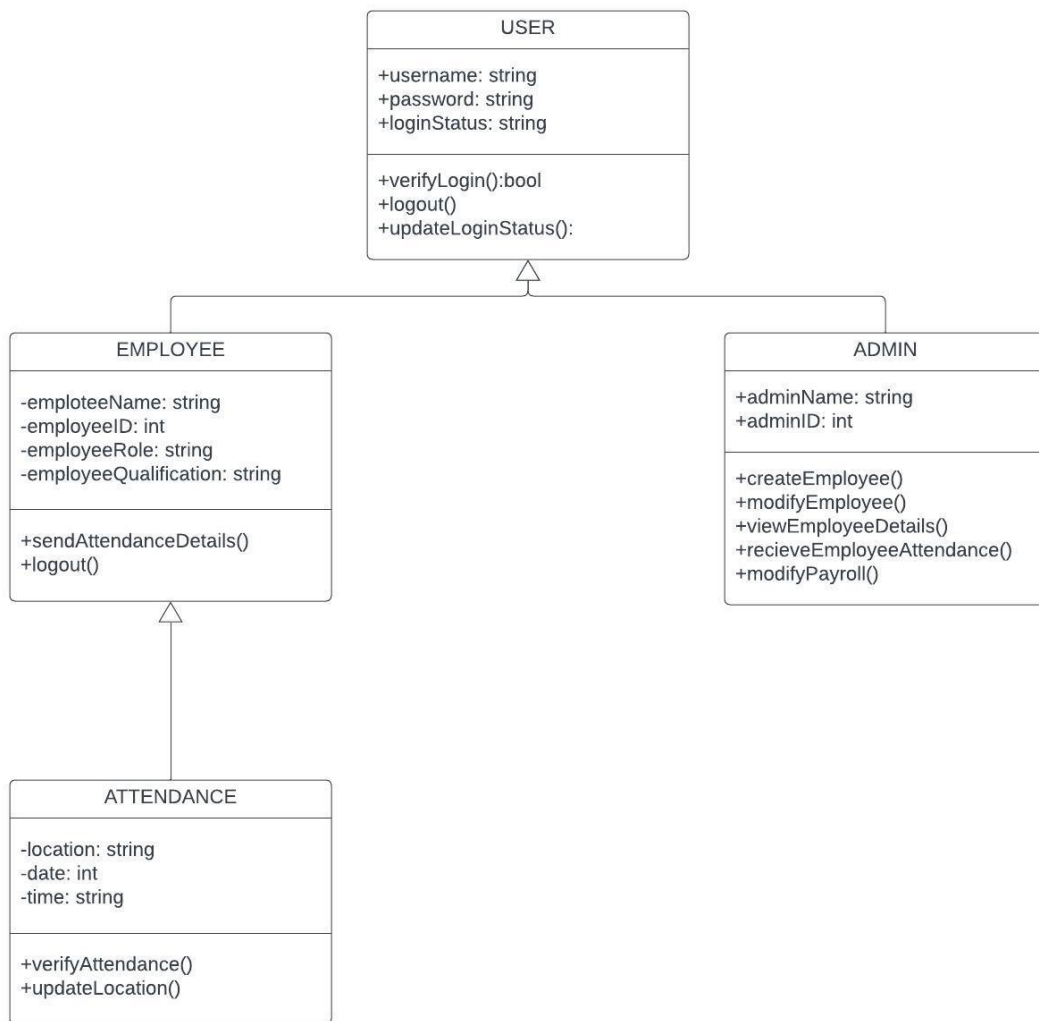 USER
+username: string
+password: string
+loginStatus: string
+verifyLogin():bool
+logout()
+updateLoginStatus():
EMPLOYEE
-emploteeName: string
-employeeID: int
-employeeRole: string
-employeeQualification: string
+sendAttendanceDetails()
+logout()
ADMIN
+adminName: string
+adminID: int
+createEmployee()
+modifyEmployee()
+viewEmployeeDetails()
+recieveEmployeeAttendance()
+modifyPayroll()
ATTENDANCE
-location: string
-date: int
-time: string
+verifyAttendance()
+updateLocation()